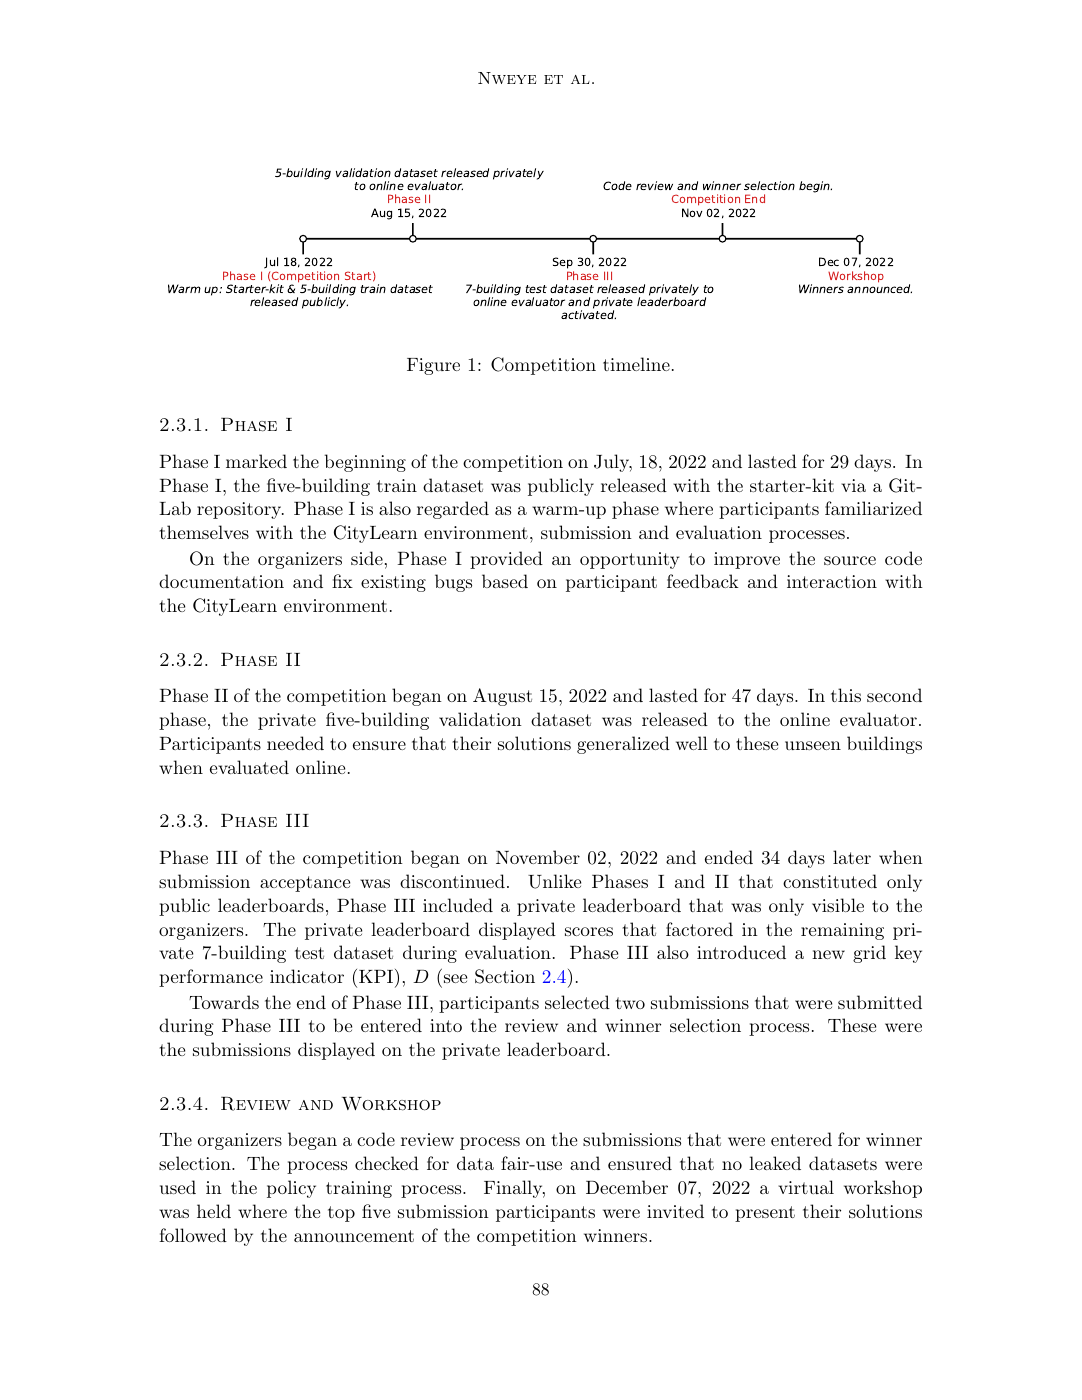 NWEYE ET AL.
5-building validation dataset released privately
to online evaluator.
Phase II
Aug 15, 2022
Code review and winner selection begin.
Competition End
Nov 02, 2022
Jul 18, 2022
Phase I (Competition Start)
Warm up: Starter-kit & 5-building train dataset
released publicly.
Sep 30, 2022
Phase III
7-building test dataset released privately to
online evaluator and private leaderboard
activated.
Dec 07, 2022
Workshop
Winners announced.
Figure 1: Competition timeline.
2.3.1. PHASE I
Phase I marked the beginning of the competition on July, 18, 2022 and lasted for 29 days. In
Phase I, the five-building train dataset was publicly released with the starter-kit via a Git-
Lab repository. Phase I is also regarded as a warm-up phase where participants familiarized
themselves with the CityLearn environment, submission and evaluation processes.
On the organizers side, Phase I provided an opportunity to improve the source code
documentation and fix existing bugs based on participant feedback and interaction with
the CityLearn environment.
2.3.2. PHASE II
Phase II of the competition began on August 15, 2022 and lasted for 47 days. In this second
phase, the private five-building validation dataset was released to the online evaluator.
Participants needed to ensure that their solutions generalized well to these unseen buildings
when evaluated online.
2.3.3. PHASE III
Phase III of the competition began on November 02, 2022 and ended 34 days later when
submission acceptance was discontinued. Unlike Phases I and II that constituted only
public leaderboards, Phase III included a private leaderboard that was only visible to the
organizers. The private leaderboard displayed scores that factored in the remaining pri-
vate 7-building test dataset during evaluation. Phase III also introduced a new grid key
performance indicator (KPI), D (see Section 2.4).
Towards the end of Phase III, participants selected two submissions that were submitted
during Phase III to be entered into the review and winner selection process. These were
the submissions displayed on the private leaderboard.
2.3.4. REVIEW AND WORKSHOP
The organizers began a code review process on the submissions that were entered for winner
selection. The process checked for data fair-use and ensured that no leaked datasets were
used in the policy training process. Finally, on December 07, 2022 a virtual workshop
was held where the top five submission participants were invited to present their solutions
followed by the announcement of the competition winners.
88